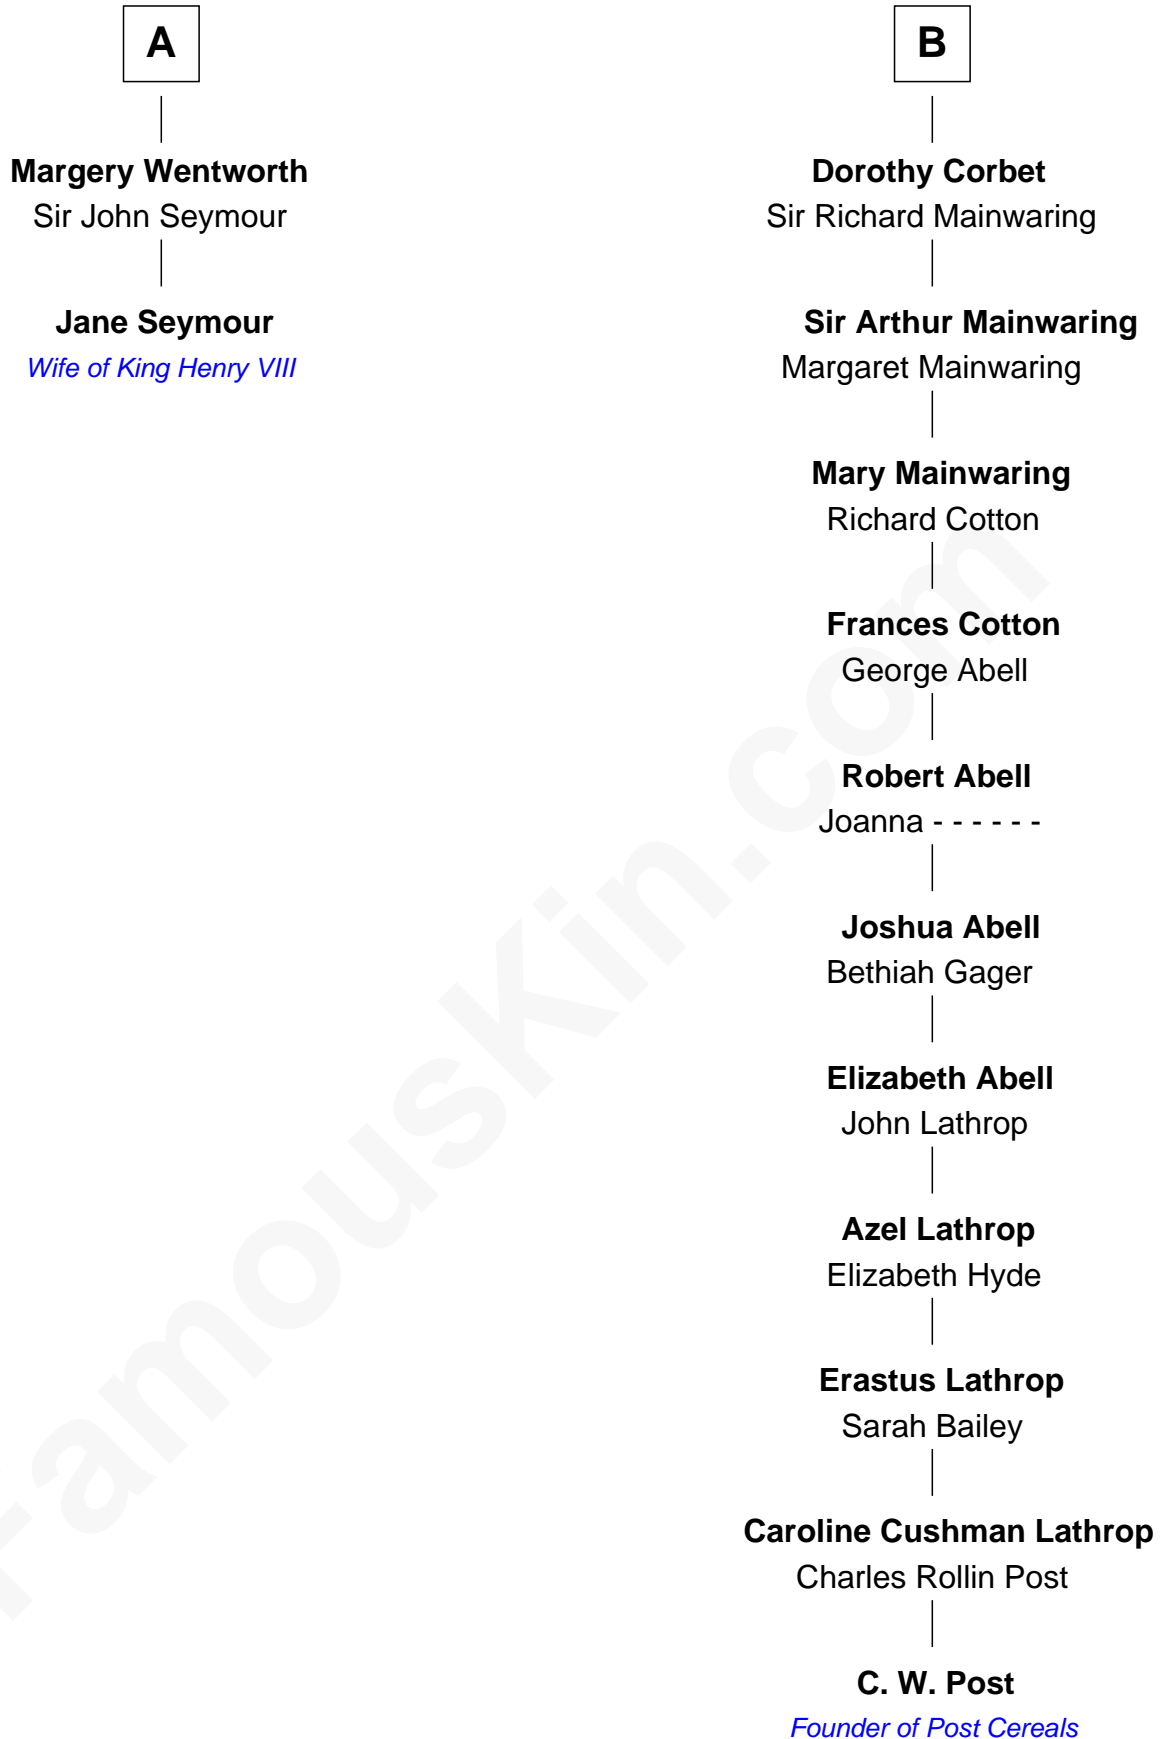 A
Margery Wentworth
Sir John Seymour
Jane Seymour
Wife of King Henry VIII
B
Dorothy Corbet
Sir Richard Mainwaring
Sir Arthur Mainwaring
Margaret Mainwaring
Mary Mainwaring
Richard Cotton
Frances Cotton
George Abell
Robert Abell
Joanna - - - - - -
Joshua Abell
Bethiah Gager
Elizabeth Abell
John Lathrop
Azel Lathrop
Elizabeth Hyde
Erastus Lathrop
Sarah Bailey
Caroline Cushman Lathrop
Charles Rollin Post
C. W. Post
Founder of Post Cereals
FamousKin.com